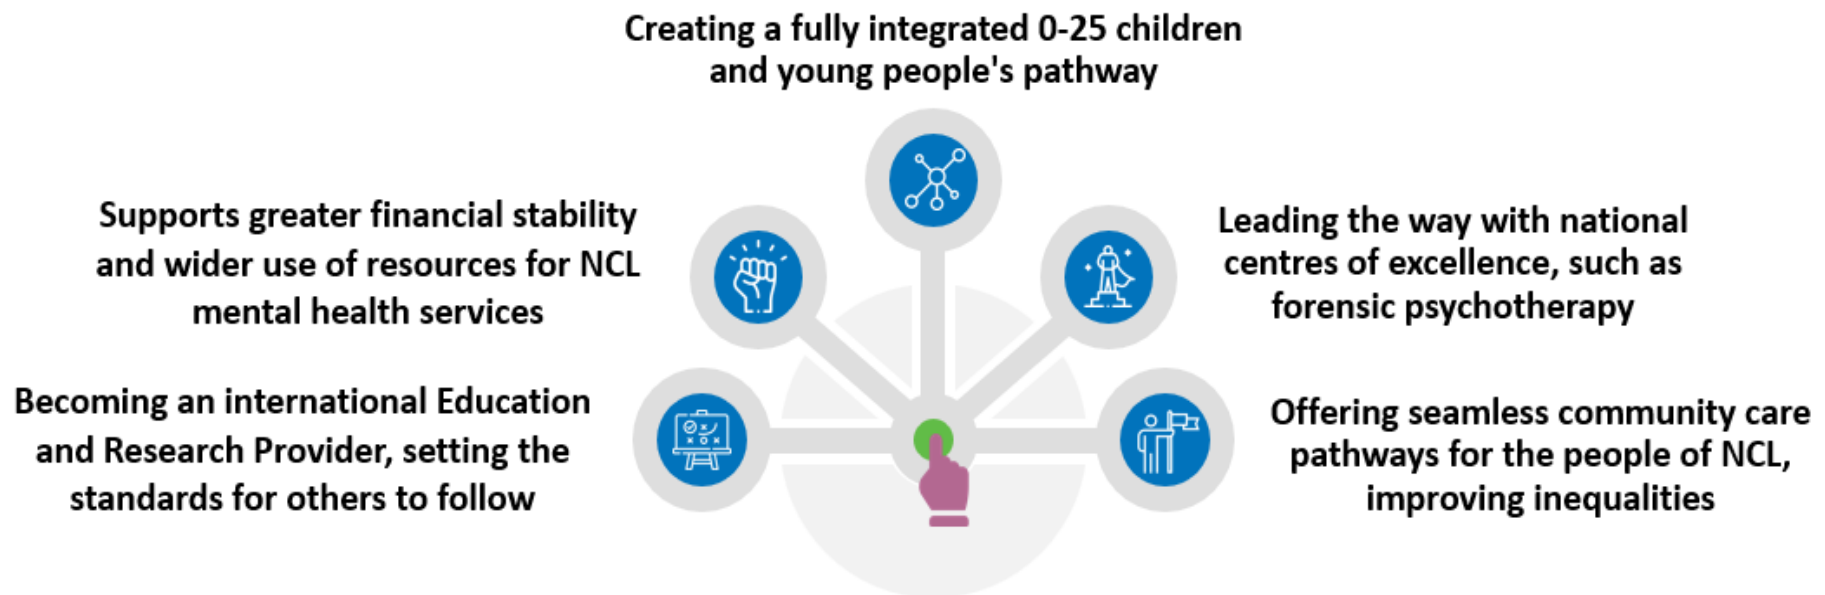 Creating a fully integrated 0-25 children
and young people's pathway
Supports greater financial stability
and wider use of resources for NCL
mental health services
Leading the way with national
centres of excellence, such as
forensic psychotherapy
Becoming an international Education
and Research Provider, setting the
standards for others to follow
Offering seamless community care
pathways for the people of NCL,
improving inequalities